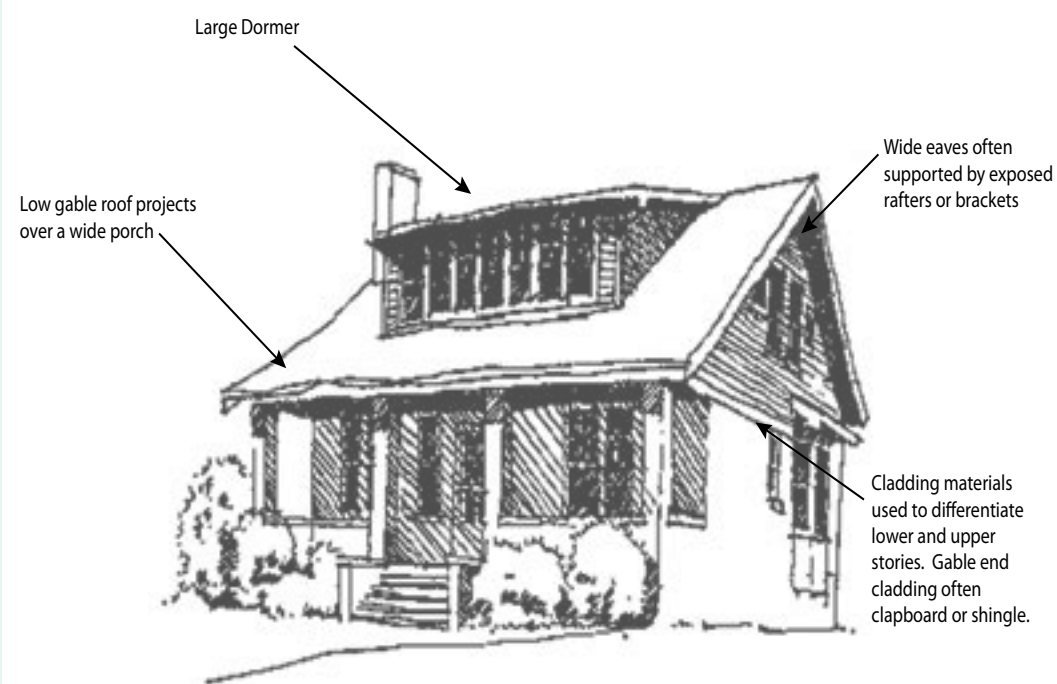 Large Dormer
Wide eaves often
supported by exposed
rafters or brackets
Low gable roof projects
over a wide porch
Cladding materials
used to differentiate
lower and upper
stories.  Gable end
cladding often
clapboard or shingle.